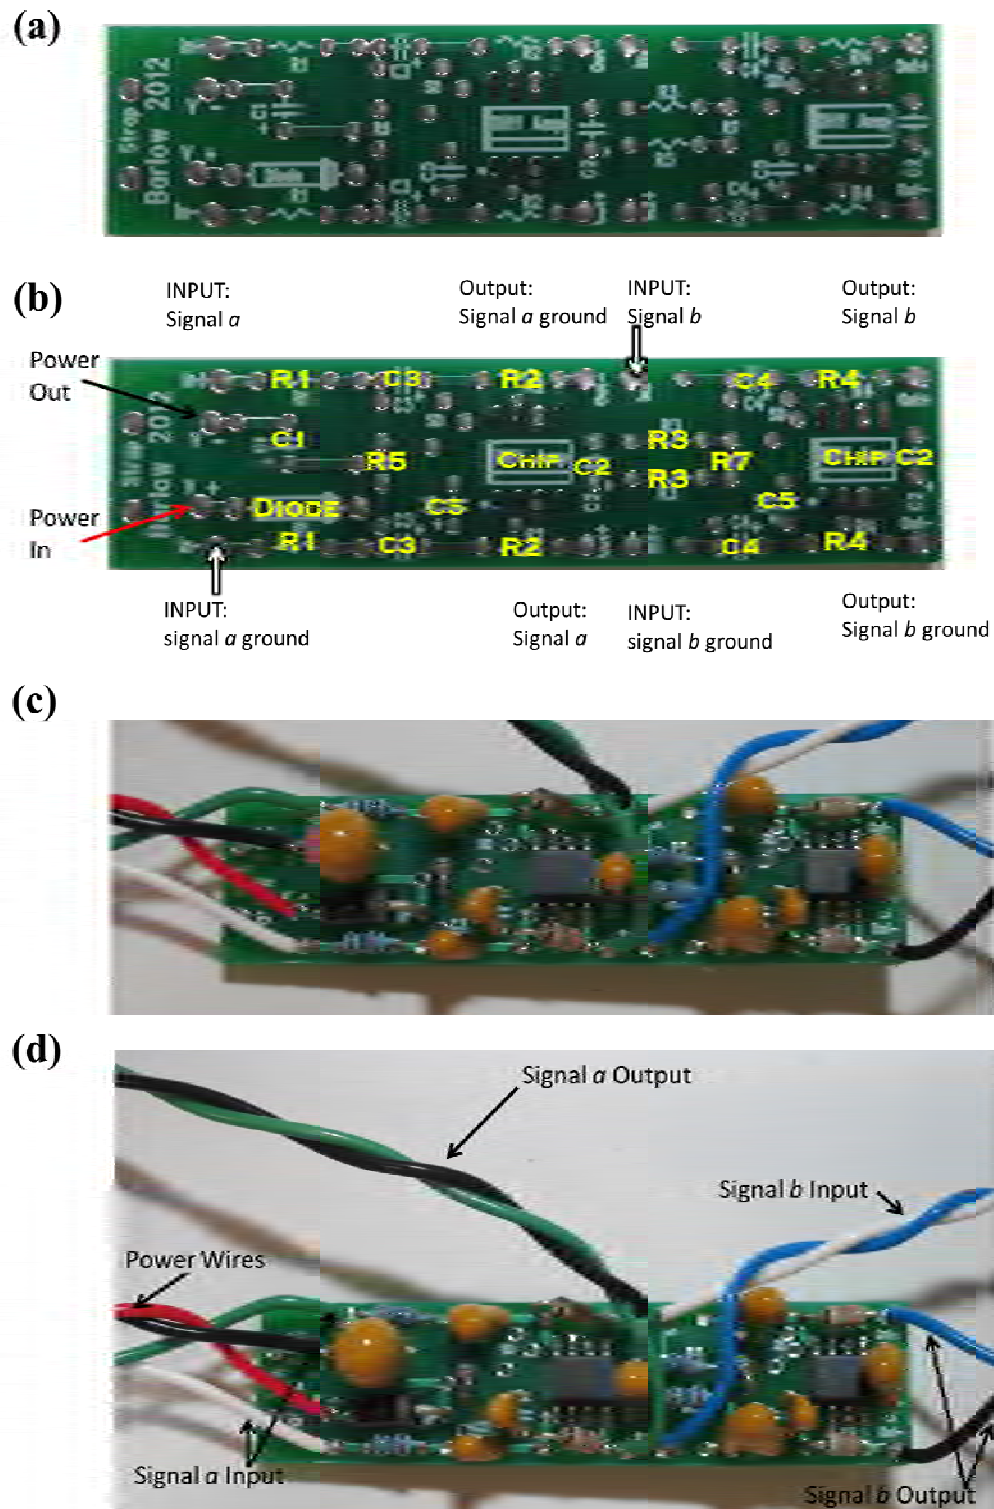 (a)
Strap 2012
Barlow
C1
(b)
INPUT:
Signal a
Output:
Signal a ground
INPUT:
Signal b
Output:
Signal b
Power
Out
Power
In
R1 C3 R2 C4 R4
C1
R5 CHIP C2 R3 R7 CHIP C2
R3
DIODE C5 C5
R1 C3 R2 C4 R4
INPUT:
signal a ground
Output:
Signal a
INPUT:
signal b ground
Output:
Signal b ground
(c)
(d)
Signal a Output
Signal b Input
Power Wires
Signal a Input
Signal b Output